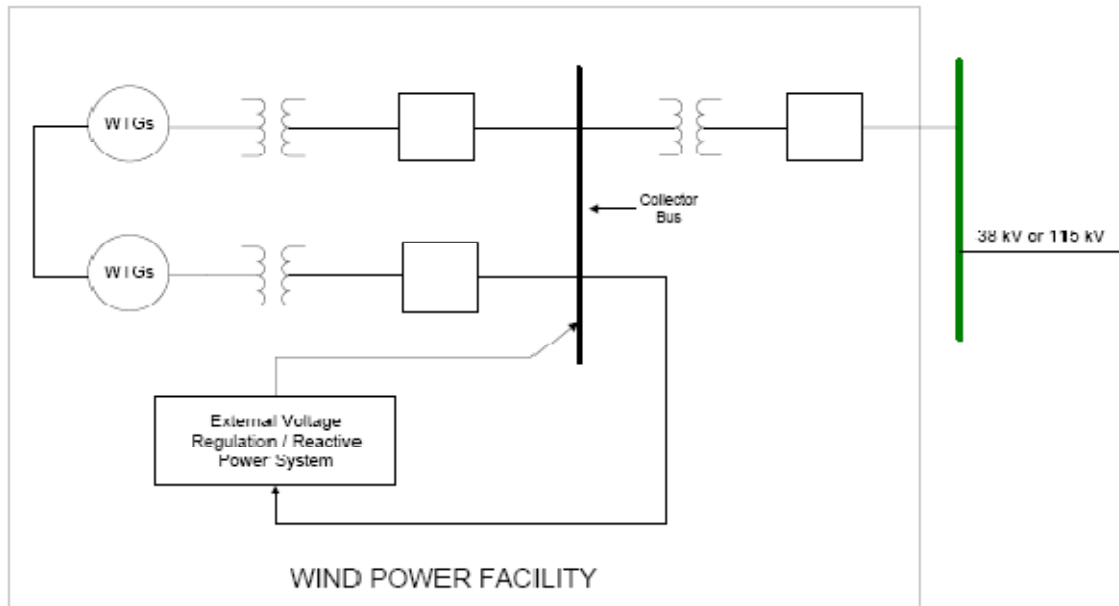 WTGs
Collector
Bus
38 kV or 115 kV
WTGs
External Voltage
Regulation / Reactive
Power System
WIND POWER FACILITY